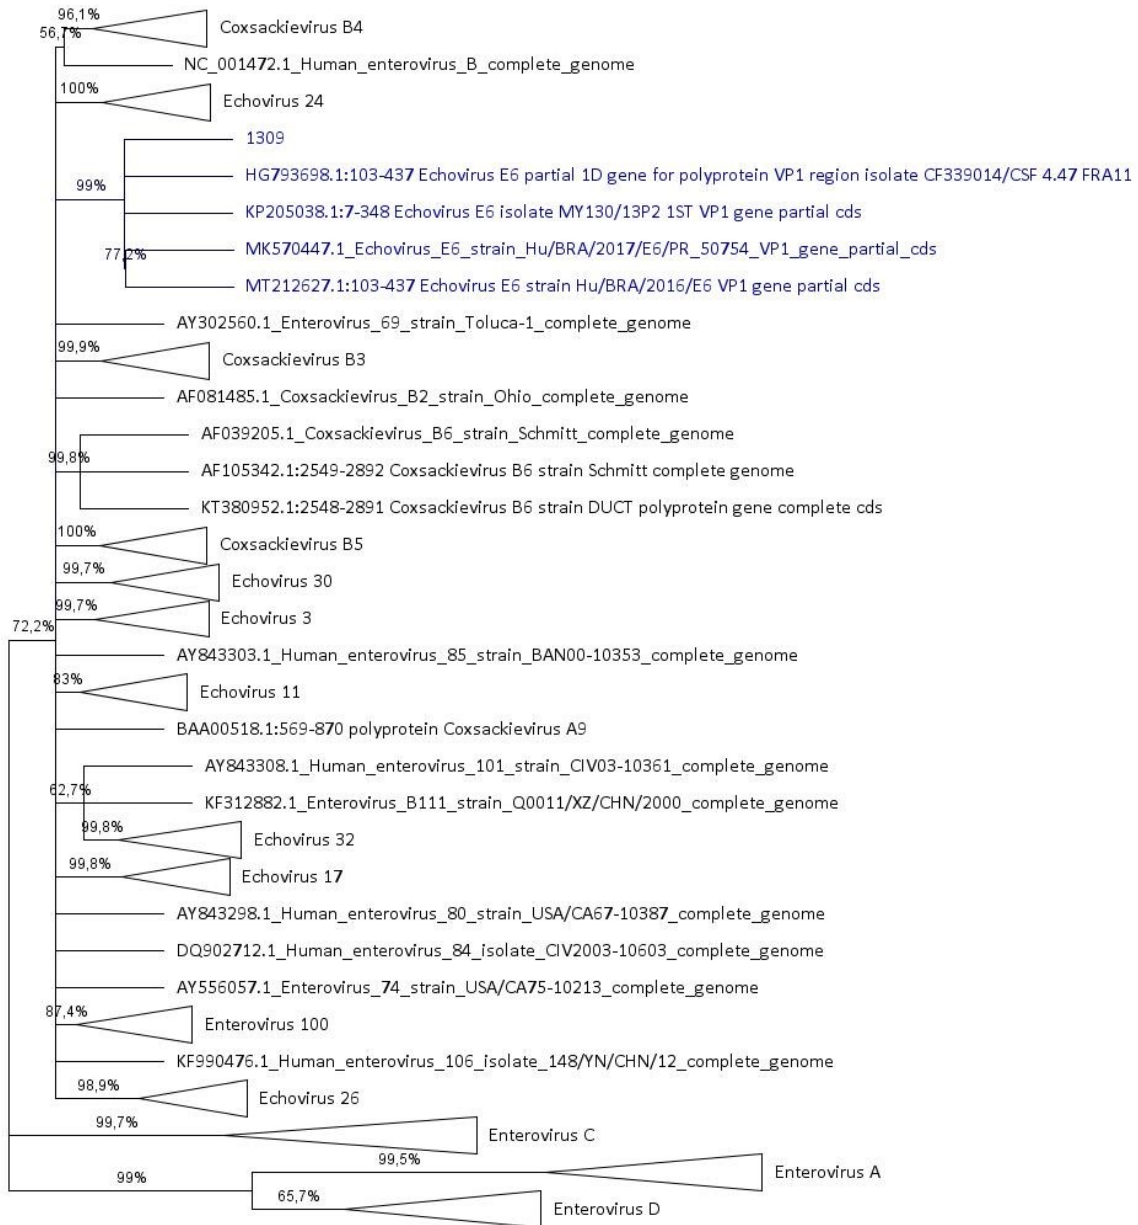 96,1%
Coxsackievirus B4
56,7%
NC_001472.1_Human_enterovirus_B_complete_genome
100%
Echovirus 24
1309
99%
HG793698.1:103-437 Echovirus E6 partial 1D gene for polyprotein VP1 region isolate CF339014/CSF 4.47 FRA11
KP205038.1:7-348 Echovirus E6 isolate MY130/13P2 1ST VP1 gene partial cds
77,2%
MK570447.1_Echovirus_E6_strain_Hu/BRA/2017/E6/PR_50754_VP1_gene_partial_cds
MT212627.1:103-437 Echovirus E6 strain Hu/BRA/2016/E6 VP1 gene partial cds
AY302560.1_Enterovirus_69_strain_Toluca-1_complete_genome
99,9%
Coxsackievirus B3
AF081485.1_Coxsackievirus_B2_strain_Ohio_complete_genome
AF039205.1_Coxsackievirus_B6_strain_Schmitt_complete_genome
99,8%
AF105342.1:2549-2892 Coxsackievirus B6 strain Schmitt complete genome
KT380952.1:2548-2891 Coxsackievirus B6 strain DUCT polyprotein gene complete cds
100%
Coxsackievirus B5
99,7%
Echovirus 30
99,7%
Echovirus 3
72,2%
AY843303.1_Human_enterovirus_85_strain_BAN00-10353_complete_genome
83%
Echovirus 11
BAA00518.1:569-870 polyprotein Coxsackievirus A9
AY843308.1_Human_enterovirus_101_strain_CIV03-10361_complete_genome
62,7%
KF312882.1_Enterovirus_B111_strain_Q0011/XZ/CHN/2000_complete_genome
99,8%
Echovirus 32
99,8%
Echovirus 17
AY843298.1_Human_enterovirus_80_strain_USA/CA67-10387_complete_genome
DQ902712.1_Human_enterovirus_84_isolate_CIV2003-10603_complete_genome
AY556057.1_Enterovirus_74_strain_USA/CA75-10213_complete_genome
87,4%
Enterovirus 100
KF990476.1_Human_enterovirus_106_isolate_148/YN/CHN/12_complete_genome
98,9%
Echovirus 26
99,7%
Enterovirus C
99,5%
Enterovirus A
99%
65,7%
Enterovirus D